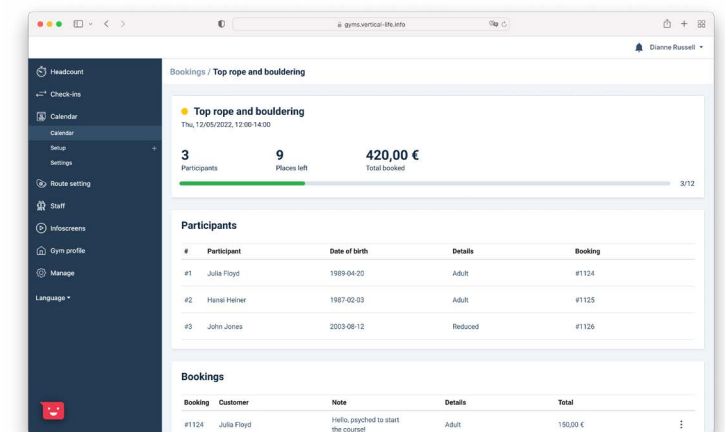 gyms.vertical-life.info
Dianne Russell
Headcount
Check-ins
Calendar
Calendar
Setup +
Settings
Route setting
Staff
Infoscreens
Gym profile
Manage
Language
Bookings / Top rope and bouldering
Top rope and bouldering
Thu, 12/05/2022, 12:00-14:00
3 9 420,00 €
Participants Places left Total booked
3/12
Participants
# Participant Date of birth Details Booking
#1 Julia Floyd 1989-04-20 Adult #1124
#2 Hansi Heiner 1987-02-03 Adult #1125
#3 John Jones 2003-08-12 Reduced #1126
Bookings
Booking Customer Note Details Total
#1124 Julia Floyd Hello, psyched to start Adult 150,00 €
the course!